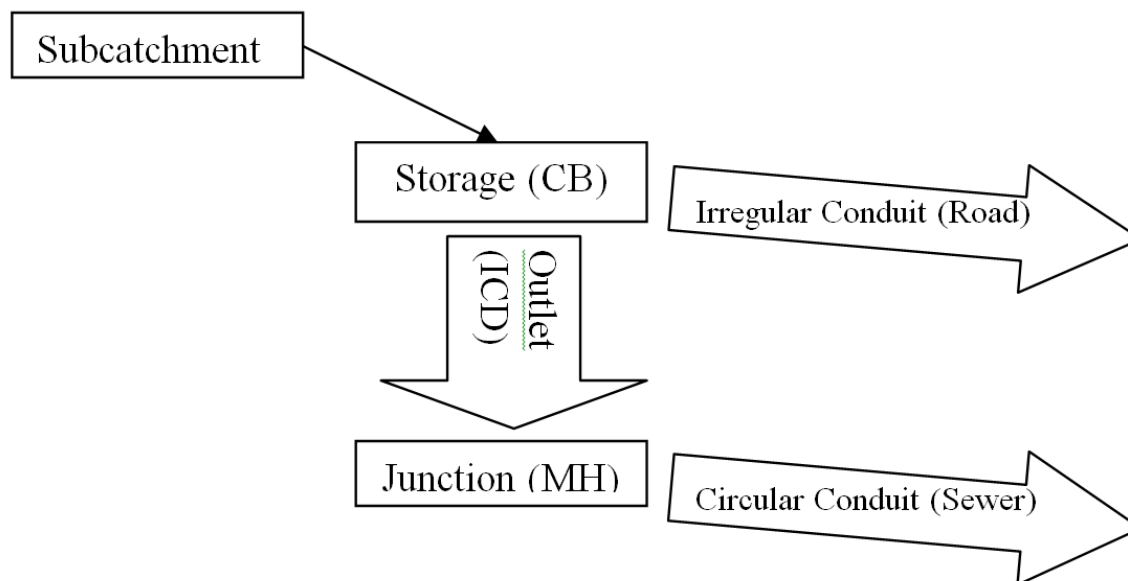 Subcatchment
Storage (CB)
Irregular Conduit (Road)
Outlet
(ICD)
Junction (MH)
Circular Conduit (Sewer)